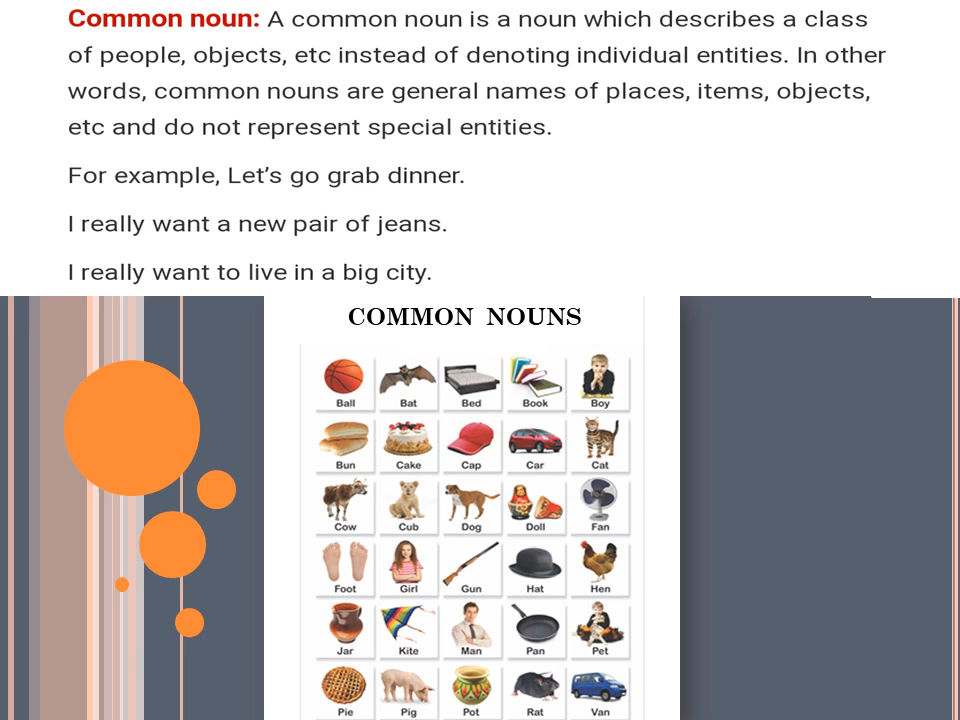 Common noun: A common noun is a noun which describes a class
of people, objects, etc instead of denoting individual entities. In other
words, common nouns are general names of places, items, objects,
etc and do not represent special entities.
For example, Let’s go grab dinner.
I really want a new pair of jeans.
I really want to live in a big city.
COMMON NOUNS
Ball Bat Bed Book Boy
Bun Cake Cap Car Cat
Cow Cub Dog Doll Fan
Foot Girl Gun Hat Hen
Jar Kite Man Pan Pet
Pie Pig Pot Rat Van